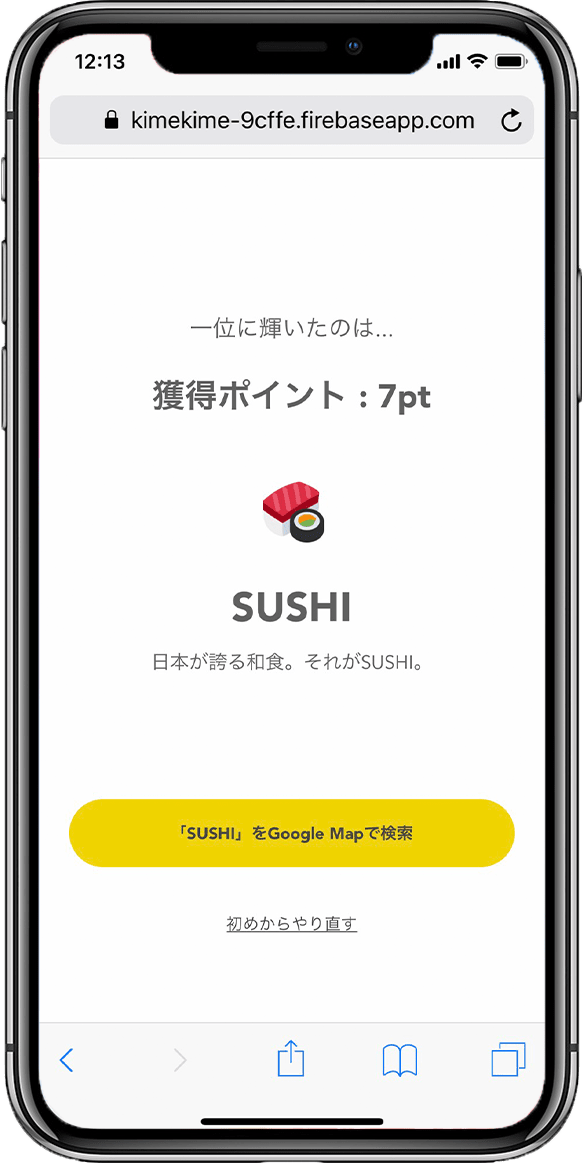 12:13
kimekime-9cffe.firebaseapp.com
一位に輝いたのは...
獲得ポイント : 7pt
SUSHI
日本が誇る和食。それがSUSHI。
「SUSHI」をGoogle Mapで検索
初めからやり直す